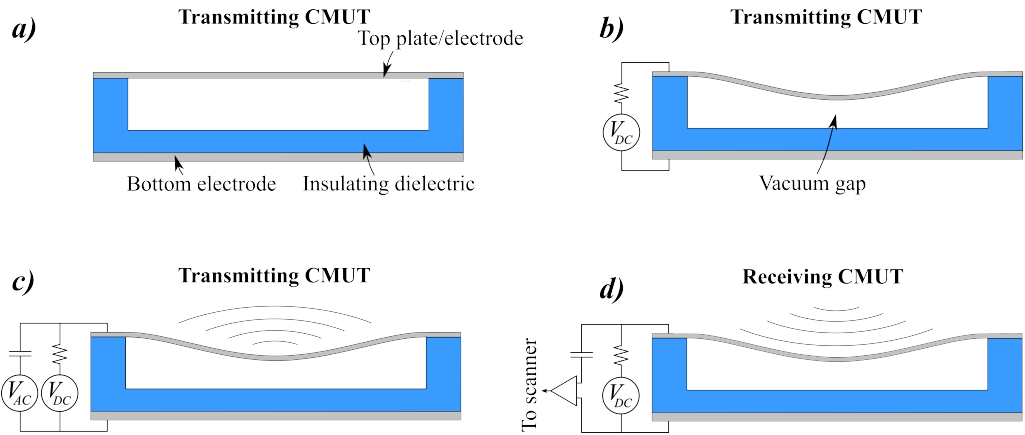 a)
Transmitting CMUT
Top plate/electrode
Bottom electrode
Insulating dielectric
b)
Transmitting CMUT
V_DC
Vacuum gap
c)
Transmitting CMUT
V_AC
V_DC
d)
Receiving CMUT
To scanner
V_DC